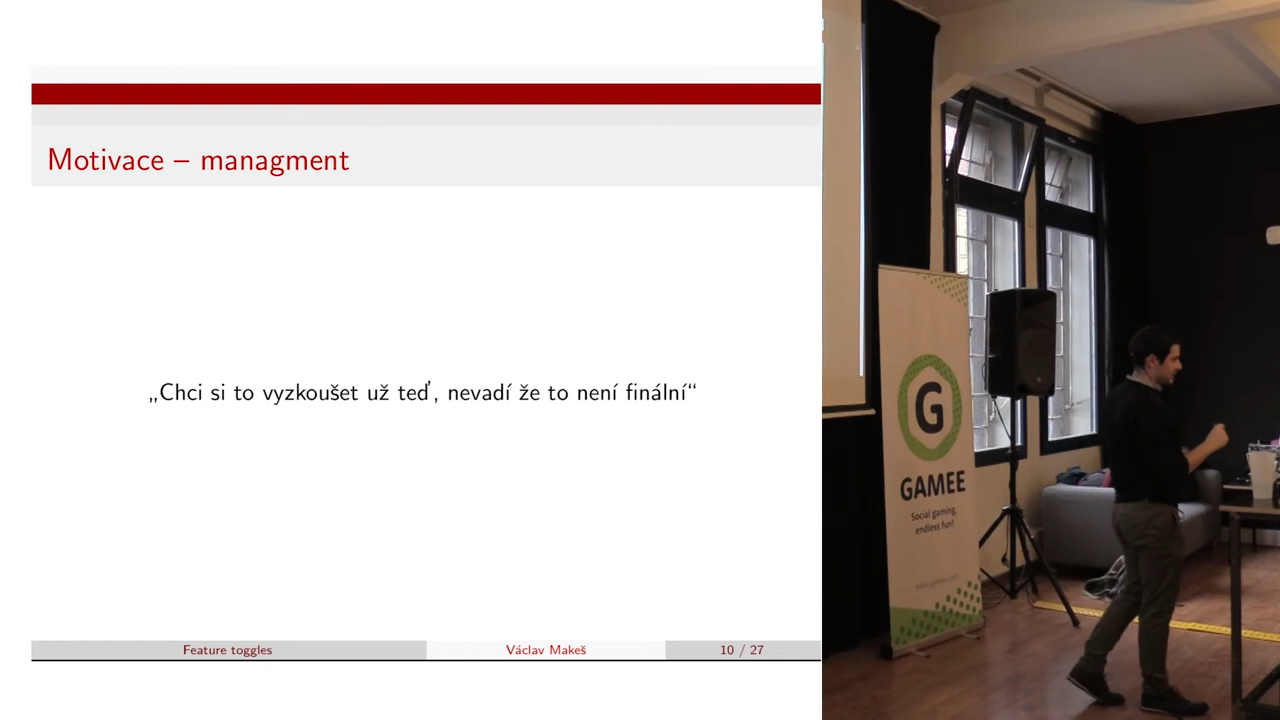 Motivace – managment
„Chci si to vyzkoušet už teď, nevadí že to není finální“
Feature toggles
Václav Makeš
10 / 27
G
GAMEE
Social gaming,
endless fun!